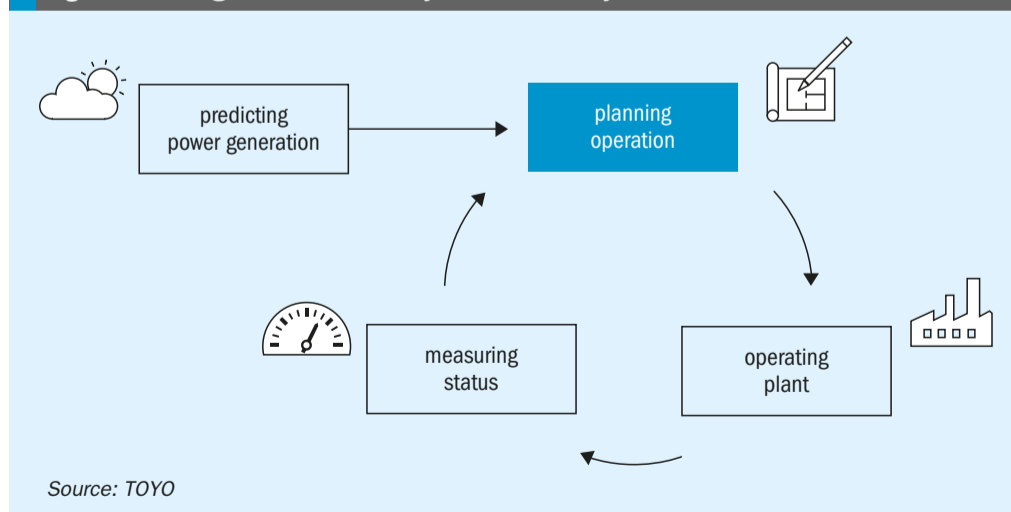 predicting
power generation
planning
operation
measuring
status
operating
plant
Source: TOYO